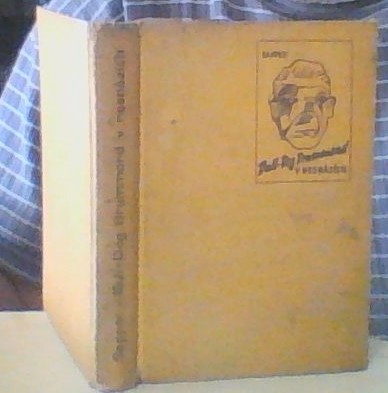 SAPPER
Bull-Dog Drummond
V NESNÁZÍCH
Sapper - Bull-Dog Drummond v nesnázích